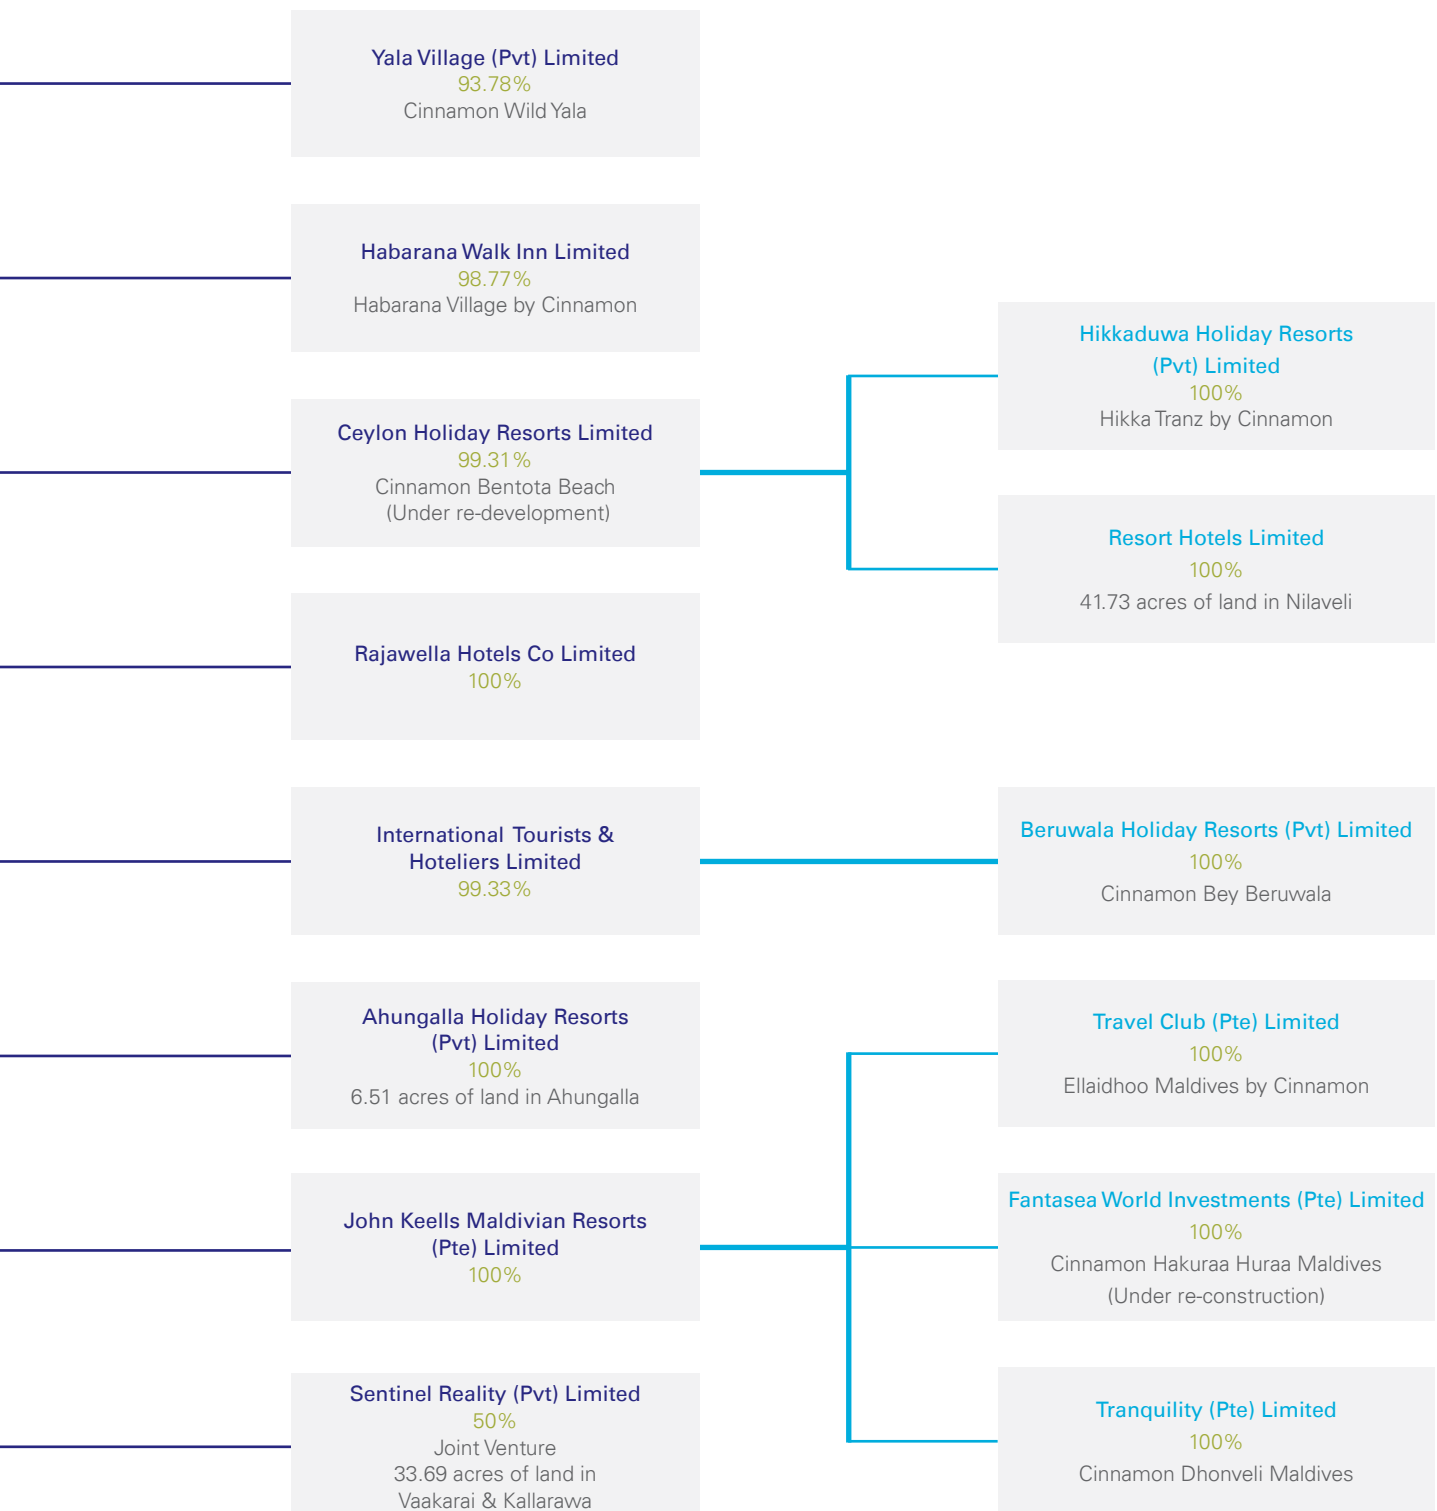 Yala Village (Pvt) Limited
93.78%
Cinnamon Wild Yala
Habarana Walk Inn Limited
98.77%
Habarana Village by Cinnamon
Ceylon Holiday Resorts Limited
99.31%
Cinnamon Bentota Beach
(Under re-development)
Rajawella Hotels Co Limited
100%
International Tourists &
Hoteliers Limited
99.33%
Ahungalla Holiday Resorts
(Pvt) Limited
100%
6.51 acres of land in Ahungalla
John Keells Maldivian Resorts
(Pte) Limited
100%
Sentinel Reality (Pvt) Limited
50%
Joint Venture
33.69 acres of land in
Vaakarai & Kallarawa
Hikkaduwa Holiday Resorts
(Pvt) Limited
100%
Hikka Tranz by Cinnamon
Resort Hotels Limited
100%
41.73 acres of land in Nilaveli
Beruwala Holiday Resorts (Pvt) Limited
100%
Cinnamon Bey Beruwala
Travel Club (Pte) Limited
100%
Ellaidhoo Maldives by Cinnamon
Fantasea World Investments (Pte) Limited
100%
Cinnamon Hakuraa Huraa Maldives
(Under re-construction)
Tranquility (Pte) Limited
100%
Cinnamon Dhonveli Maldives